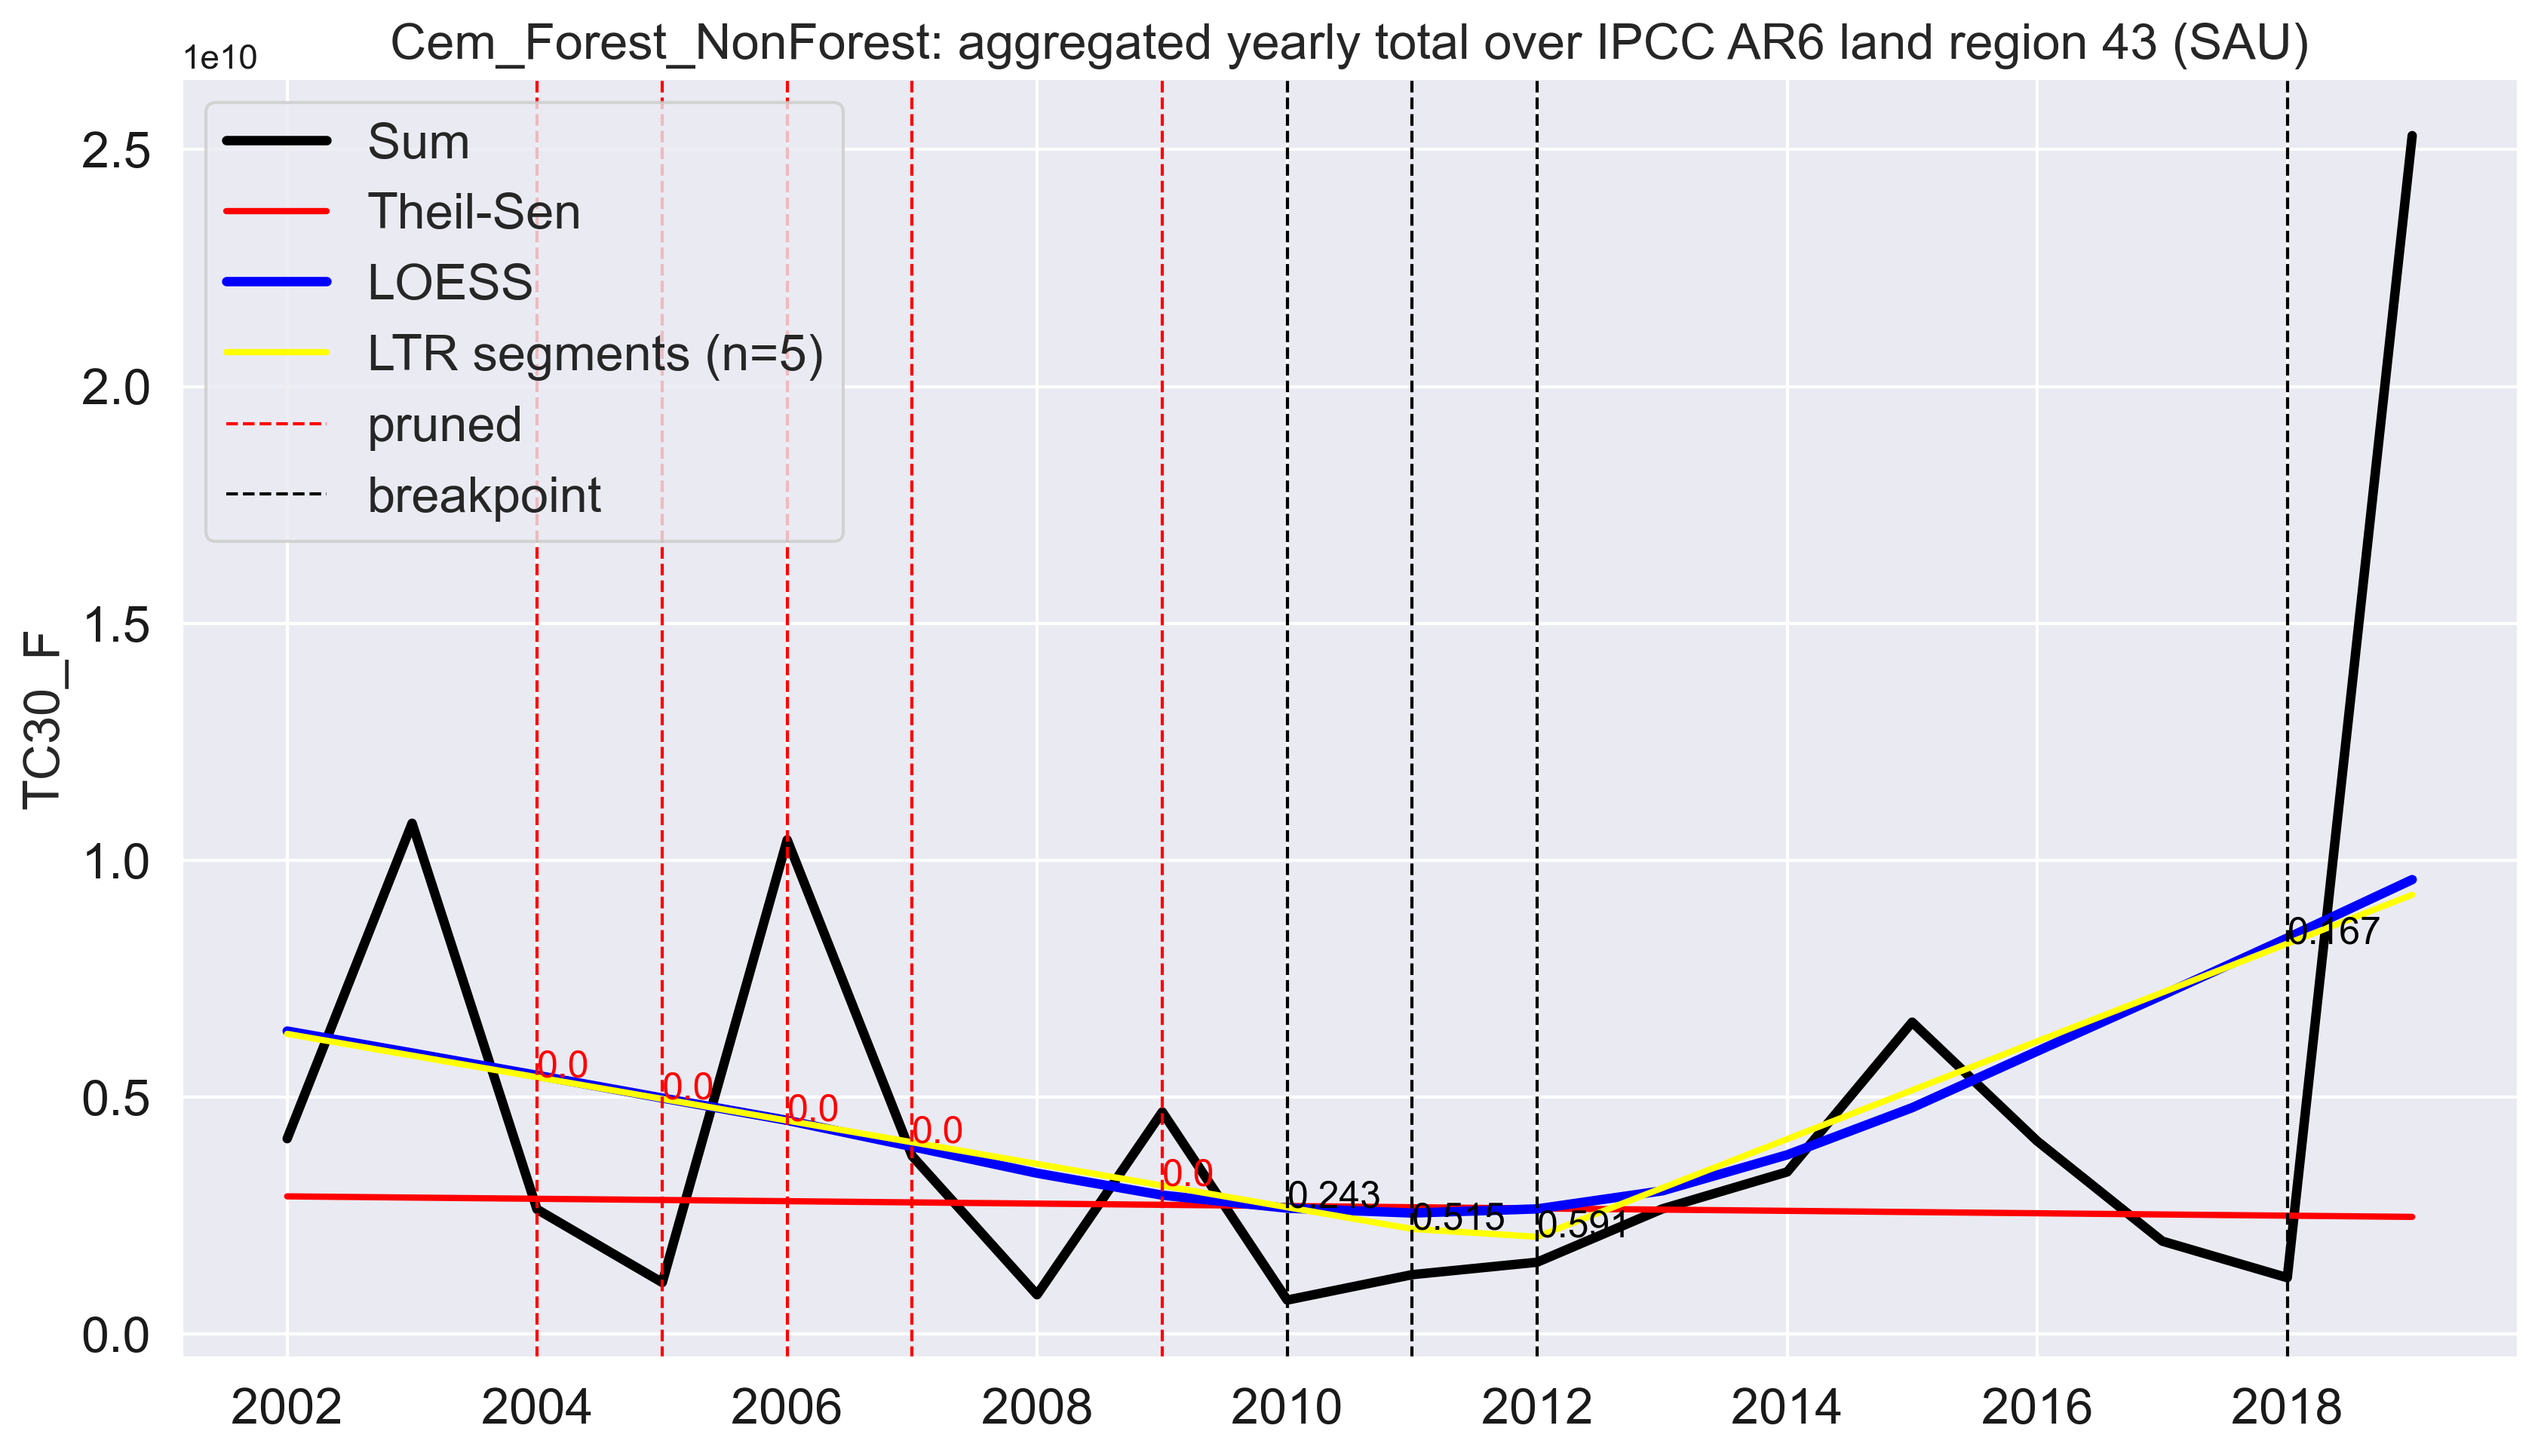 Cem_Forest_NonForest: aggregated yearly total over IPCC AR6 land region 43 (SAU)
1e10
2.5
2.0
1.5
1.0
0.5
0.0
TC30_F
Sum
Theil-Sen
LOESS
LTR segments (n=5)
pruned
breakpoint
0.0
0.0
0.0
0.0
0.0
0.243
0.515
0.591
0.167
2002 2004 2006 2008 2010 2012 2014 2016 2018